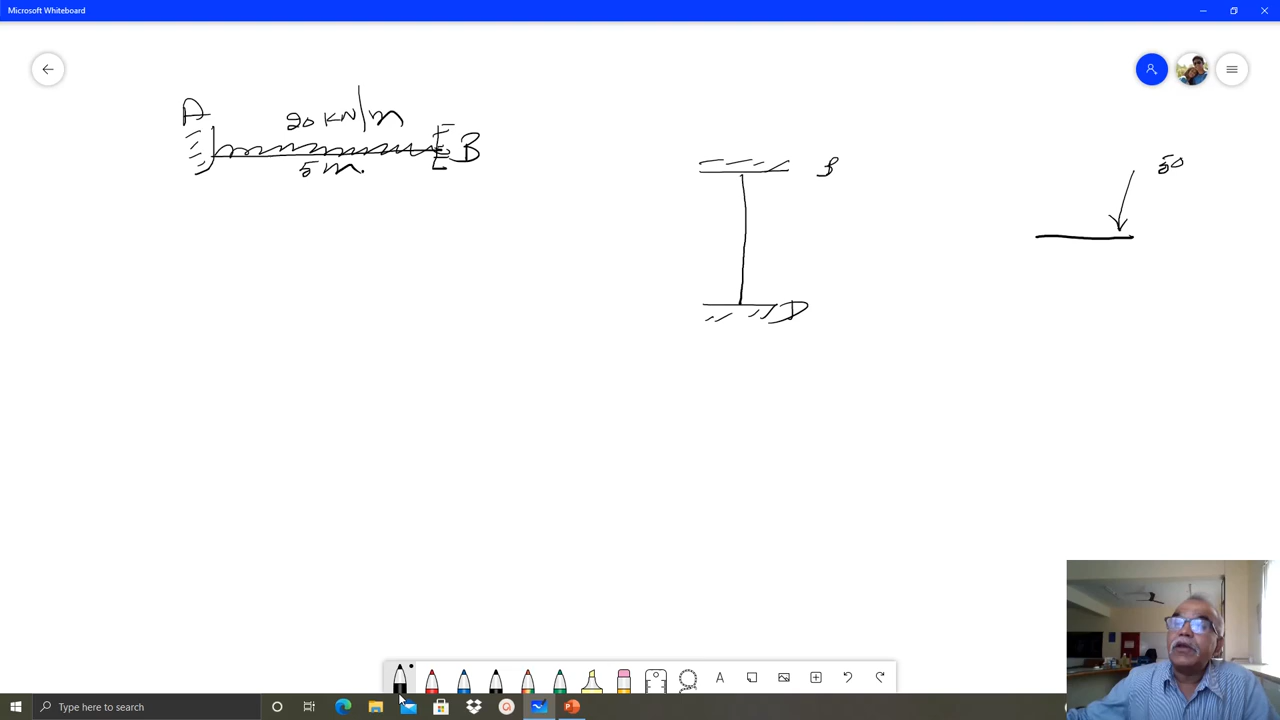 Microsoft Whiteboard
A
20 KN/m
B
5 m.
B
50
D
A
Type here to search